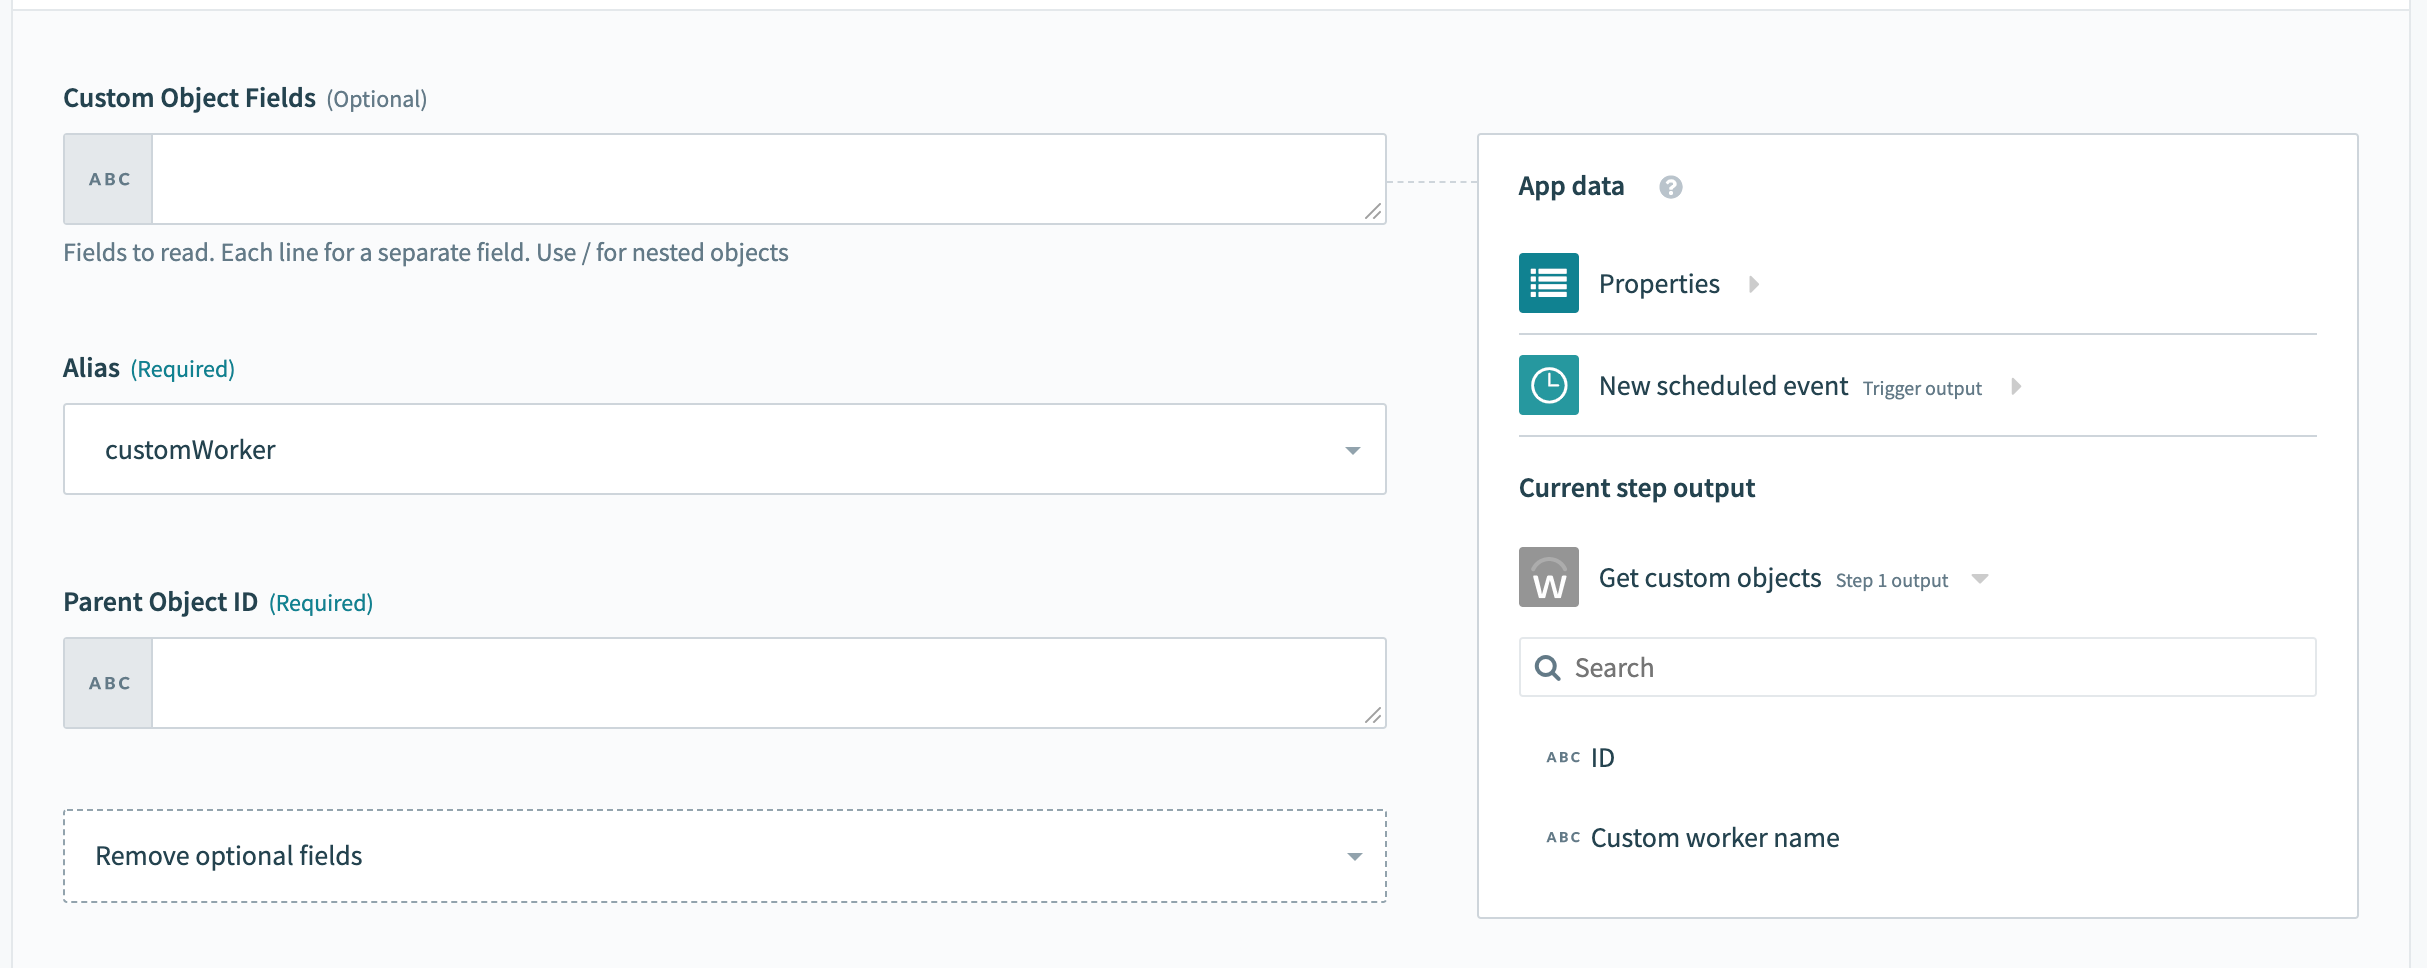 Custom Object Fields (Optional)
ABC
Fields to read. Each line for a separate field. Use / for nested objects
Alias (Required)
customWorker
Parent Object ID (Required)
ABC
Remove optional fields
App data ?
Properties
New scheduled event Trigger output
Current step output
W Get custom objects Step 1 output
Search
ABC ID
ABC Custom worker name